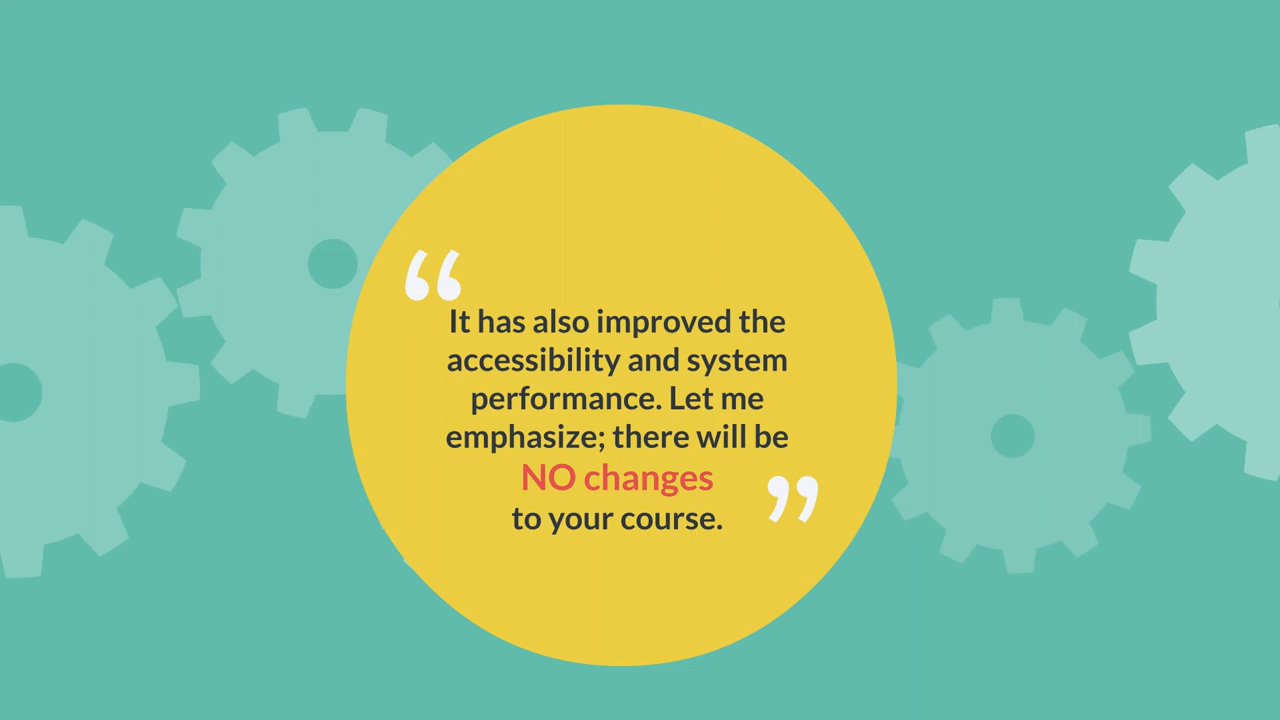 “It has also improved the
accessibility and system
performance. Let me
emphasize; there will be
NO changes
to your course.”